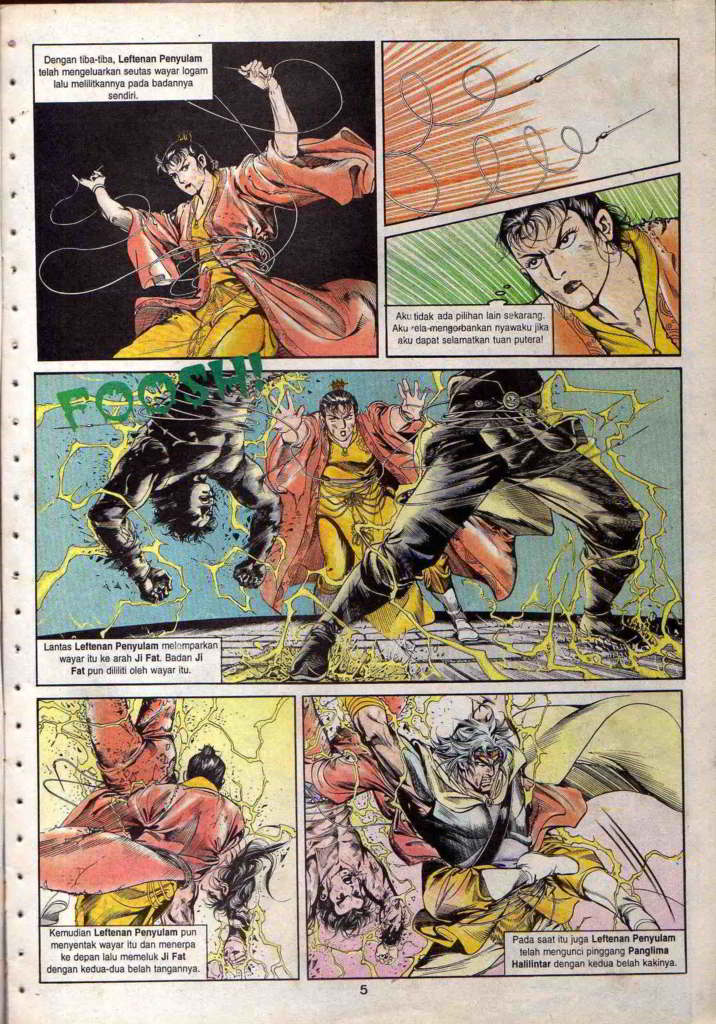 Dengan tiba-tiba, Leftenan Penyulam
telah mengeluarkan seutas wayar logam
lalu melilitkannya pada badannya
sendiri.
Aku tidak ada pilihan lain sekarang.
Aku rela-mengorbankan nyawaku jika
aku dapat selamatkan tuan putera!
FOOSH!
Lantas Leftenan Penyulam melomparkan
wayar itu ke arah Ji Fat. Badan Ji
Fat pun dililiti oleh wayar itu.
Kemudian Leftenan Penyulam pun
menyentak wayar itu dan menerpa
ke depan lalu memeluk Ji Fat
dengan kedua-dua belah tangannya.
Pada saat itu juga Leftenan Penyulam
telah mengunci pinggang Panglima
Halilintar dengan kedua belah kakinya.
5